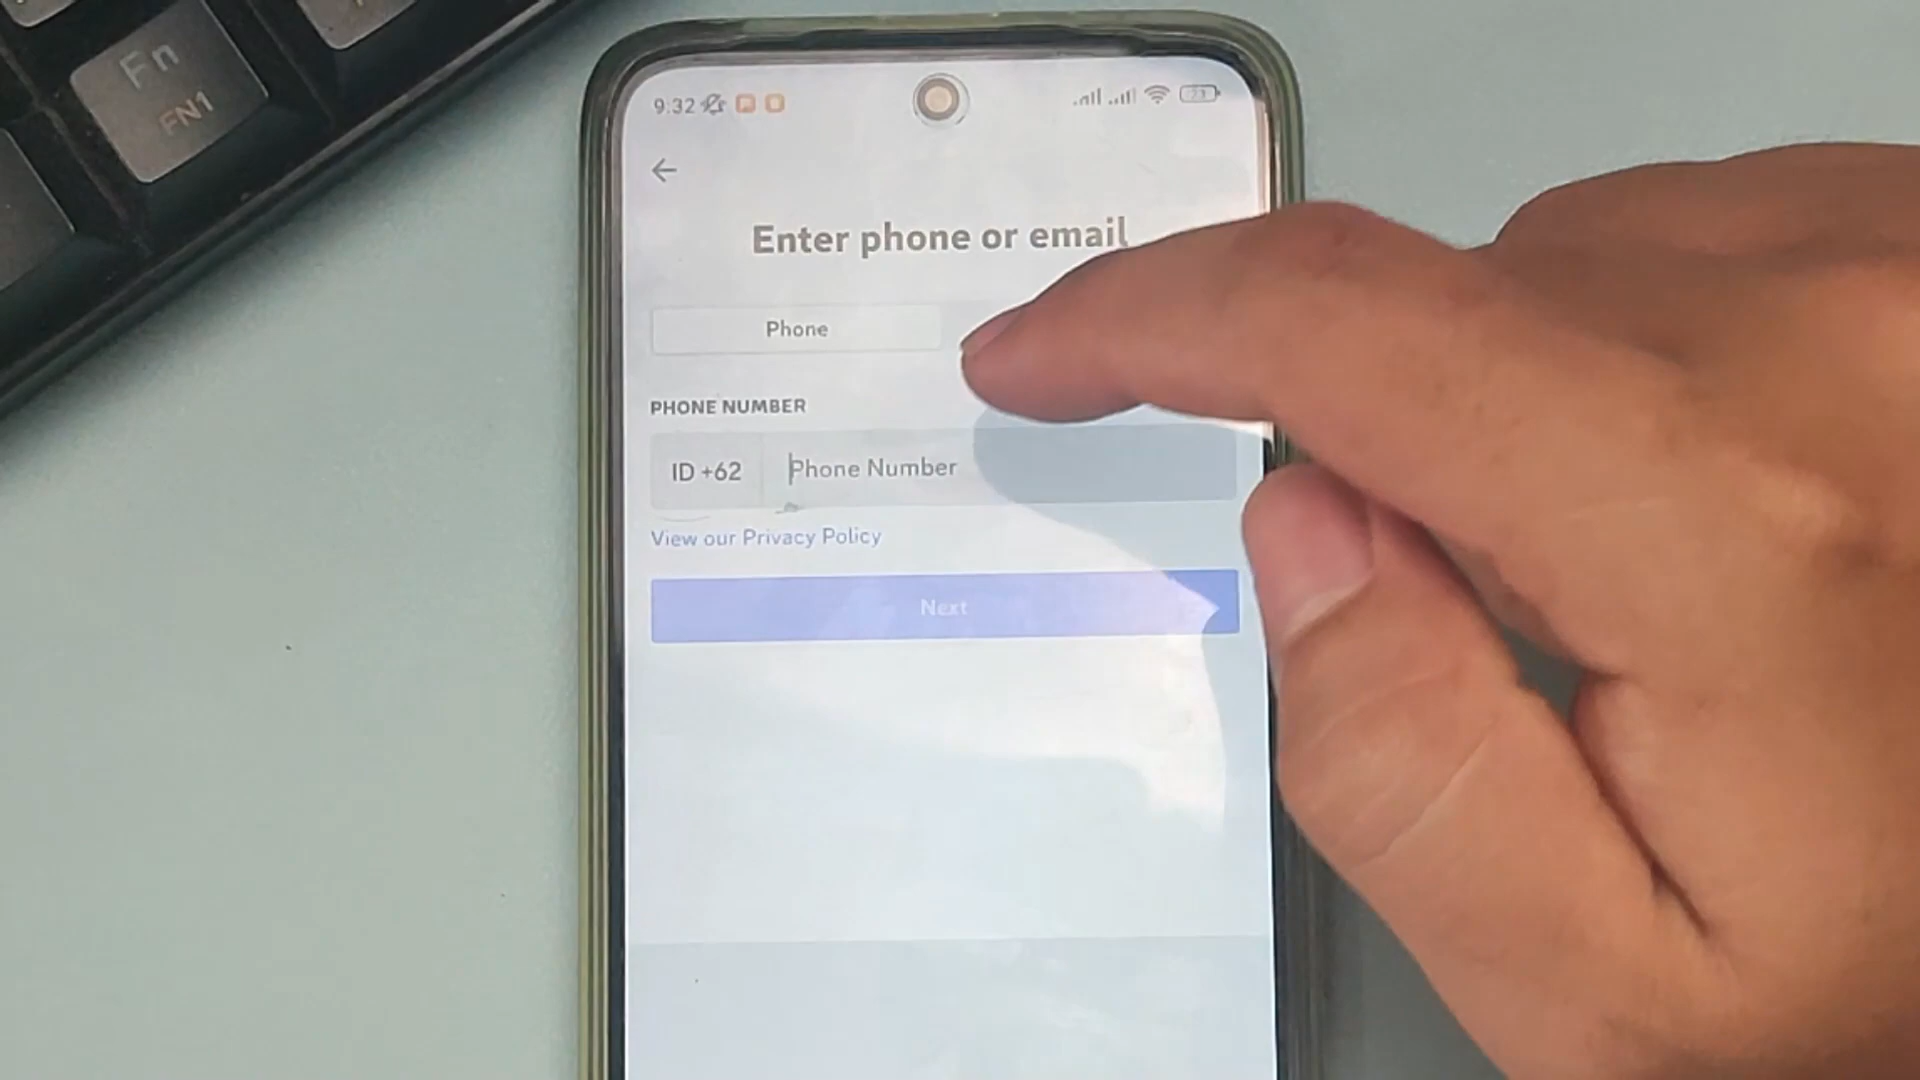 Fn
FN1
9:32
23
Enter phone or email
Phone
PHONE NUMBER
ID +62
Phone Number
View our Privacy Policy
Next